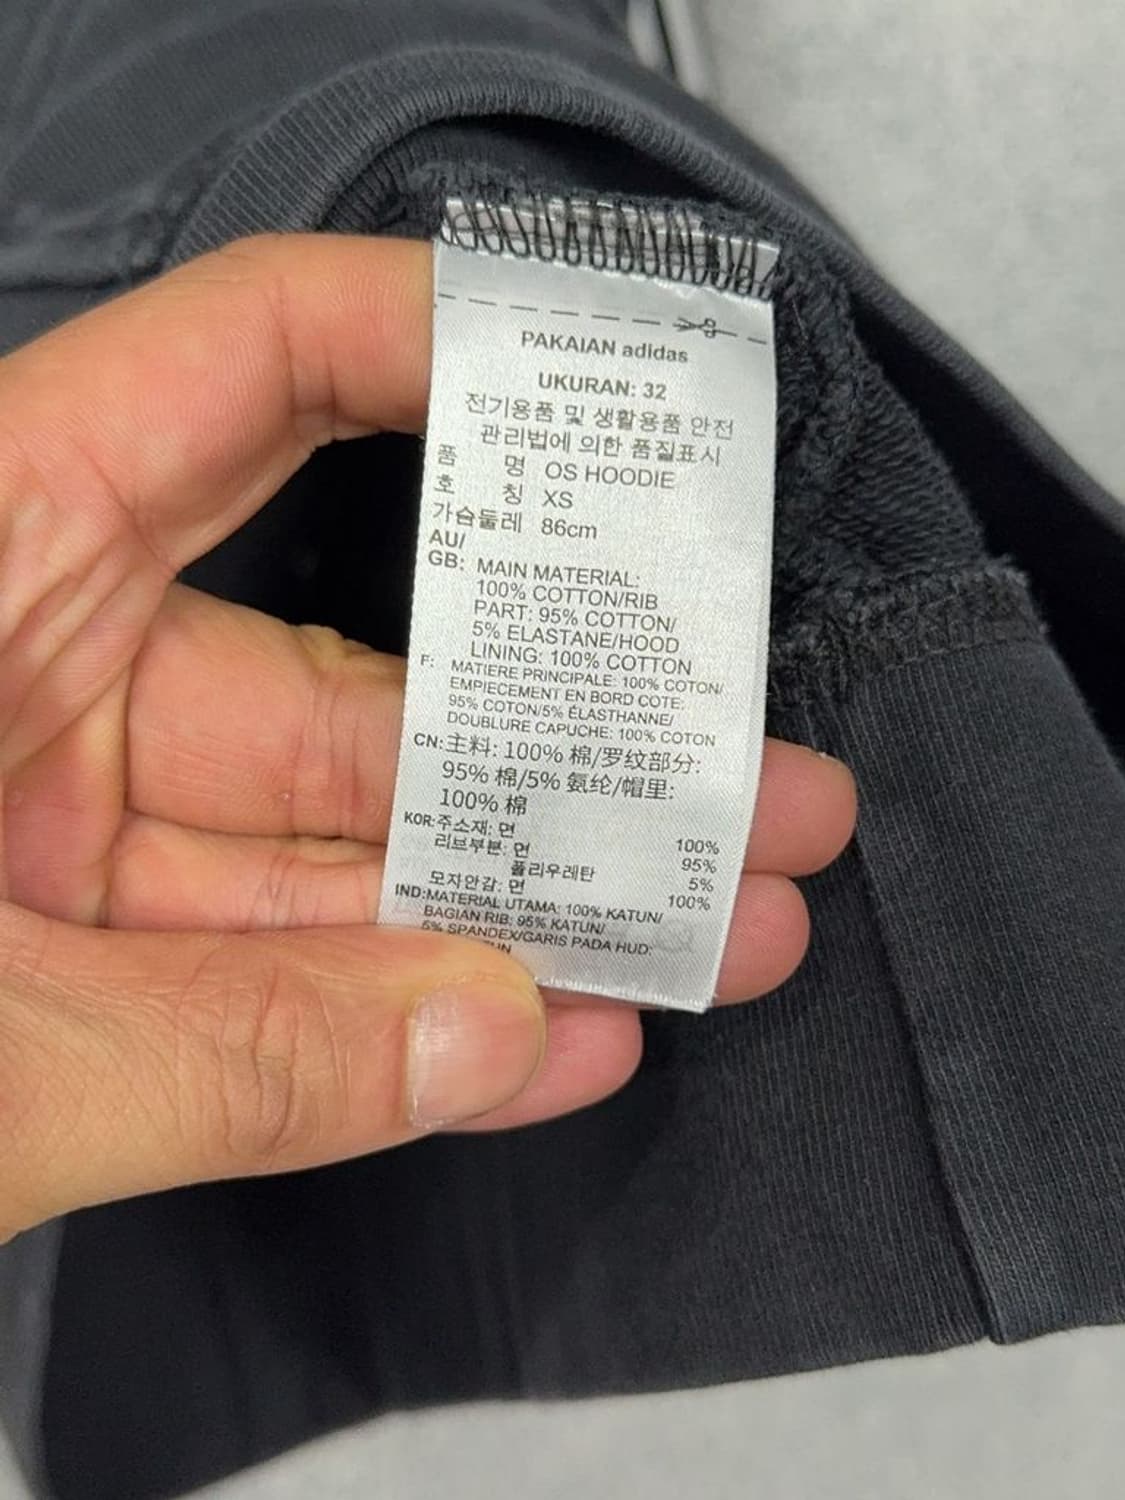 PAKAIAN adidas
UKURAN: 32
전기용품 및 생활용품 안전
관리법에 의한 품질표시
품 명 OS HOODIE
호 칭 XS
가슴둘레 86cm
AU/
GB: MAIN MATERIAL:
100% COTTON/RIB
PART: 95% COTTON/
5% ELASTANE/HOOD
LINING: 100% COTTON
F: MATIERE PRINCIPALE: 100% COTON/
EMPIECEMENT EN BORD COTE:
95% COTON/5% ÉLASTHANNE/
DOUBLURE CAPUCHE: 100% COTON
CN: 主料: 100% 棉/罗纹部分:
95% 棉/5% 氨纶/帽里:
100% 棉
KOR: 주소재: 면 100%
리브부분: 면 95%
폴리우레탄 5%
모자안감: 면 100%
IND: MATERIAL UTAMA: 100% KATUN/
BAGIAN RIB: 95% KATUN/
5% SPANDEX/GARIS PADA HUD: